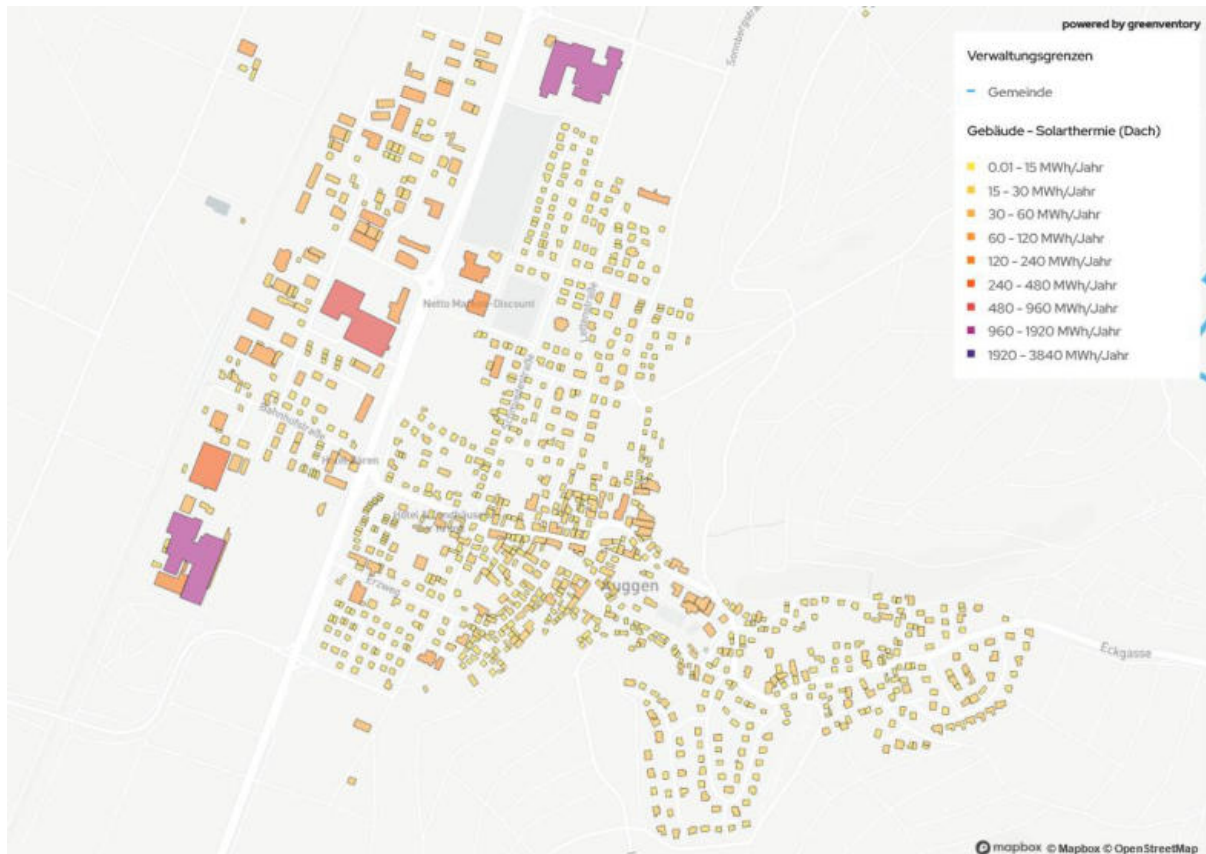 powered by greenventory
Verwaltungsgrenzen
Gemeinde
Gebäude - Solarthermie (Dach)
0.01 - 15 MWh/Jahr
15 - 30 MWh/Jahr
30 - 60 MWh/Jahr
60 - 120 MWh/Jahr
120 - 240 MWh/Jahr
240 - 480 MWh/Jahr
480 - 960 MWh/Jahr
960 - 1920 MWh/Jahr
1920 - 3840 MWh/Jahr
Sonnbergstraße
Netto Marken-Discount
Bahnhofstraße
Hotel
Erzweg
Eckgasse
mapbox © Mapbox © OpenStreetMap